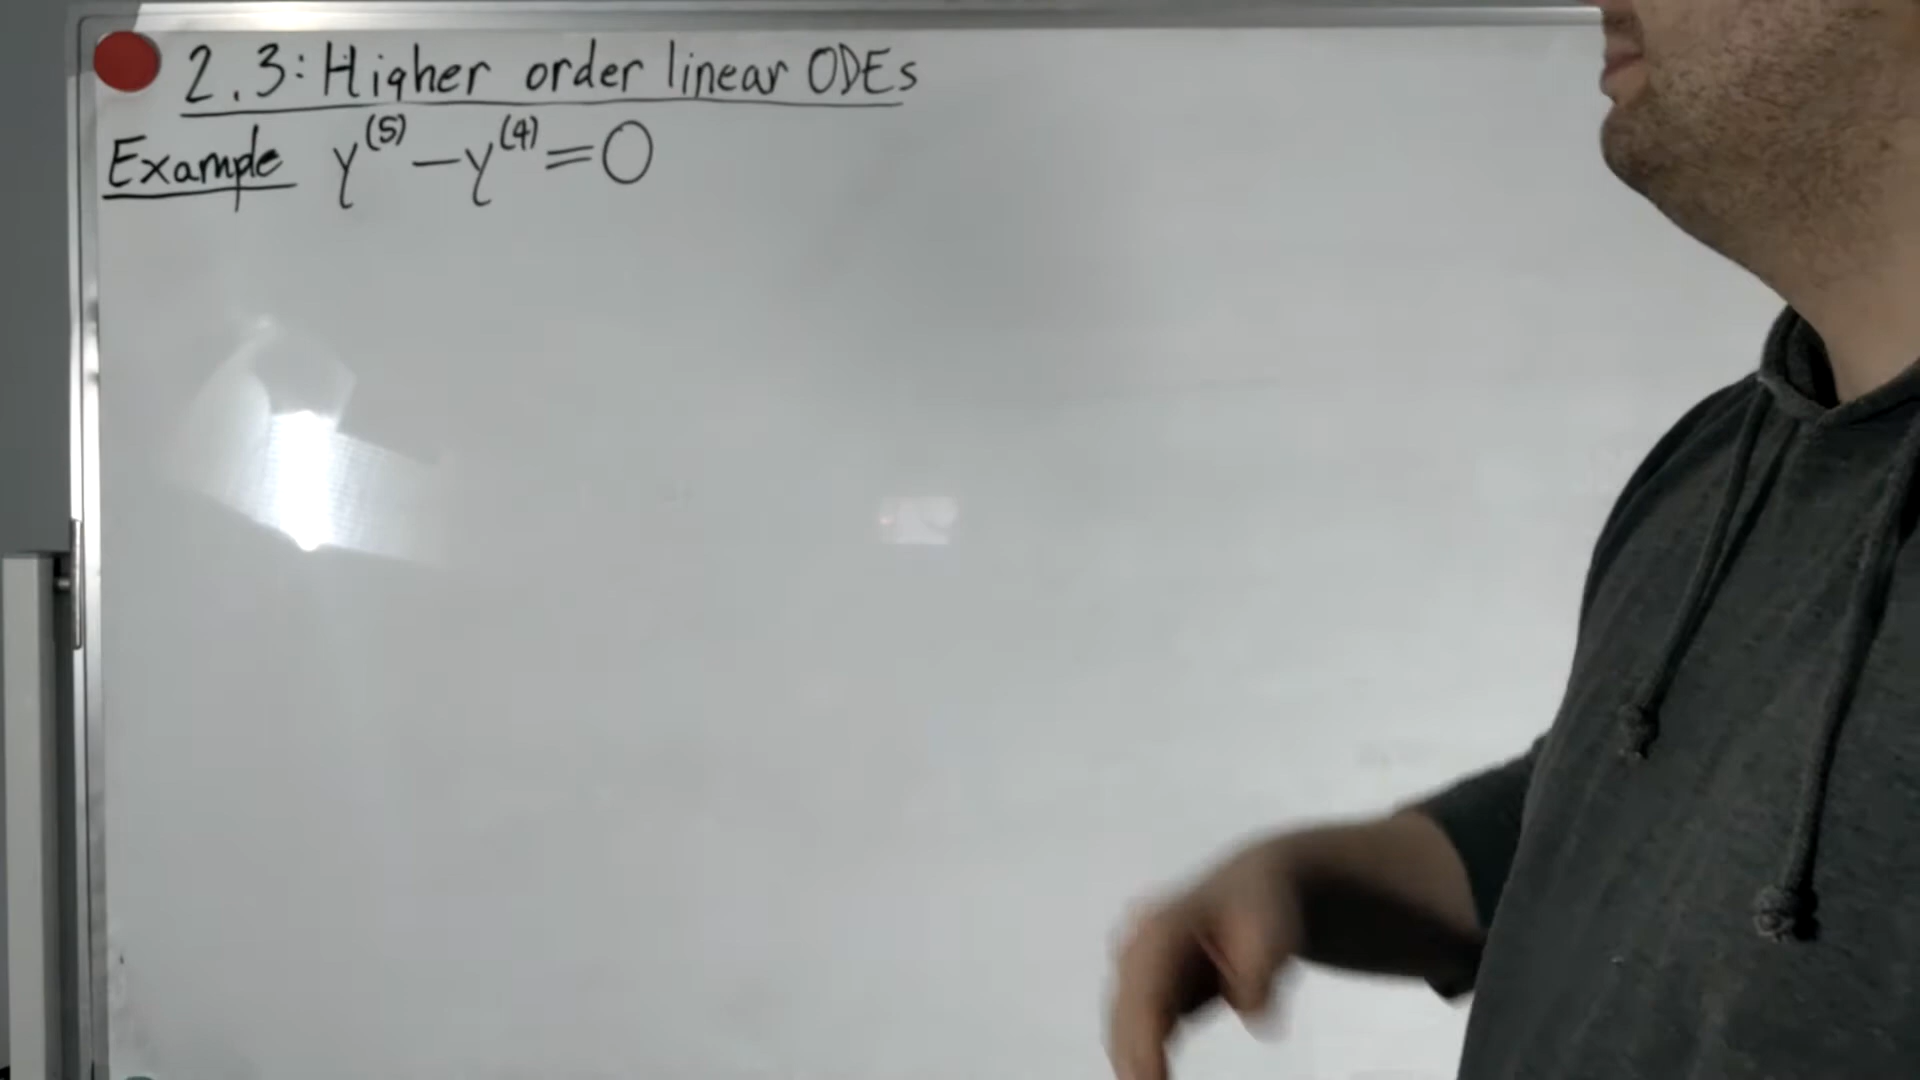 2.3: Higher order linear ODEs
Example y^(5) - y^(4) = 0